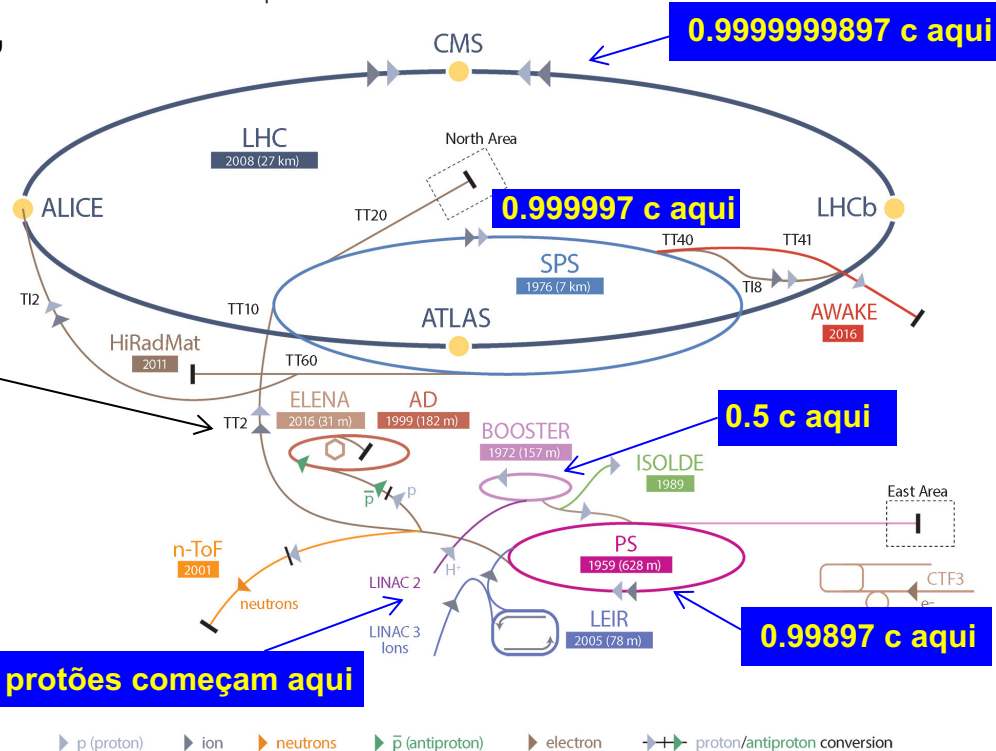 0.9999999897 c aqui
CMS
LHC
2008 (27 km)
North Area
ALICE
TT20
0.999997 c aqui
LHCb
TT40
TT41
SPS
1976 (7 km)
TI8
TI2
TT10
ATLAS
AWAKE
2016
HiRadMat
2011
TT60
ELENA
2016 (31 m)
AD
1999 (182 m)
TT2
BOOSTER
1972 (157 m)
0.5 c aqui
ISOLDE
1989
p̅
p
East Area
n-ToF
2001
neutrons
LINAC 2
H⁺
PS
1959 (628 m)
CTF3
e⁻
LINAC 3
Ions
LEIR
2005 (78 m)
0.99897 c aqui
protões começam aqui
p (proton)
ion
neutrons
p̅ (antiproton)
electron
proton/antiproton conversion